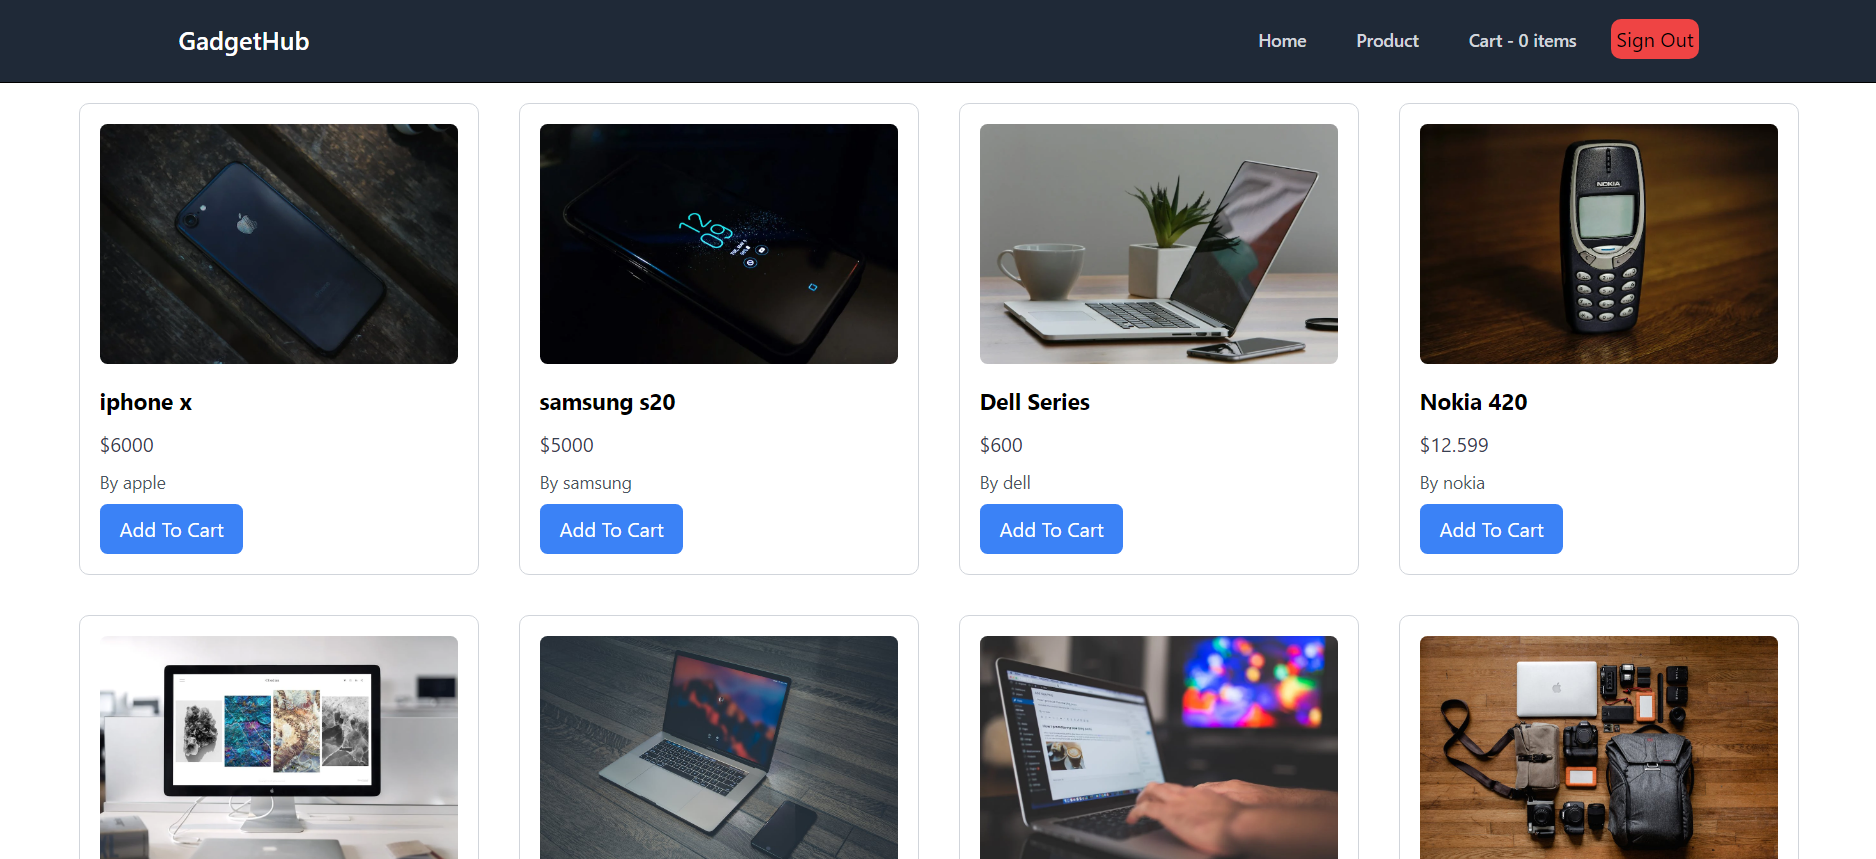 GadgetHub
Home
Product
Cart - 0 items
Sign Out
NOKIA
12
09
iphone x
$6000
By apple
Add To Cart
samsung s20
$5000
By samsung
Add To Cart
Dell Series
$600
By dell
Add To Cart
Nokia 420
$12.599
By nokia
Add To Cart